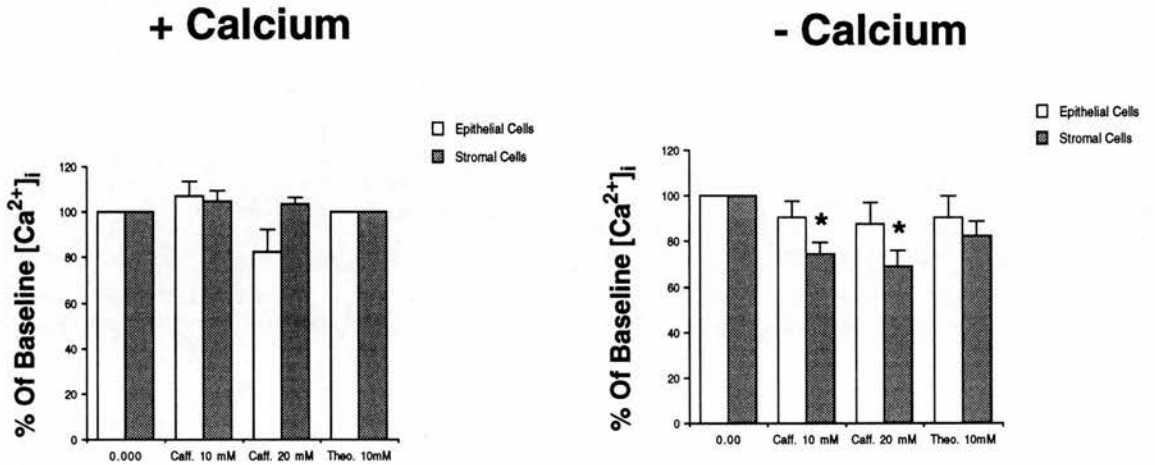 + Calcium
Epithelial Cells
Stromal Cells
% Of Baseline [Ca²⁺]ᵢ
120
100
80
60
40
20
0
0.000
Caff. 10 mM
Caff. 20 mM
Theo. 10mM
- Calcium
Epithelial Cells
Stromal Cells
% Of Baseline [Ca²⁺]ᵢ
120
100
80
60
40
20
0
*
*
0.00
Caff. 10 mM
Caff. 20 mM
Theo. 10mM